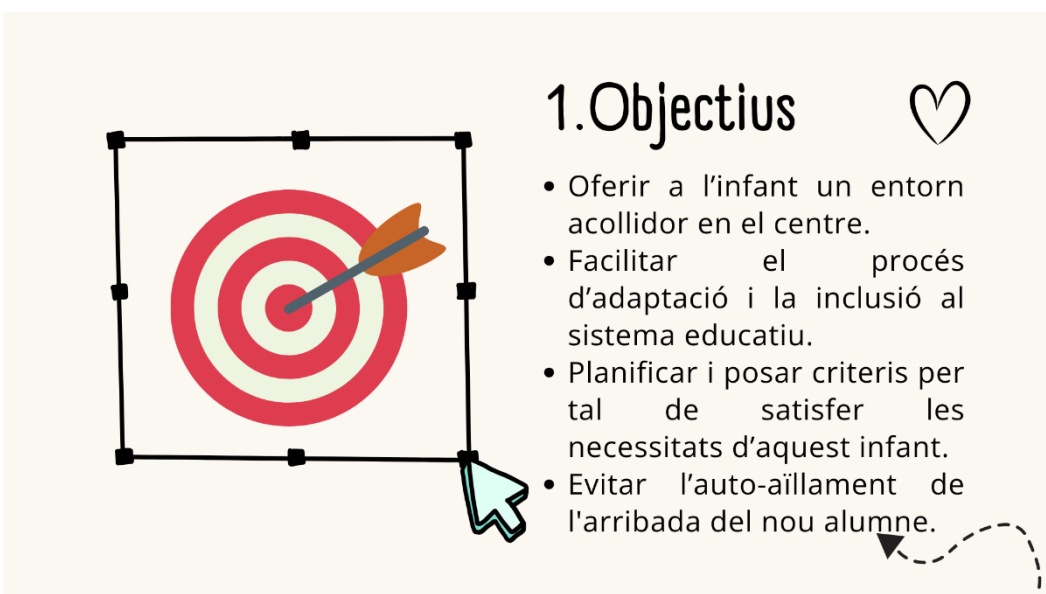 1.Objectius
• Oferir a l’infant un entorn
acollidor en el centre.
• Facilitar el procés
d’adaptació i la inclusió al
sistema educatiu.
• Planificar i posar criteris per
tal de satisfer les
necessitats d’aquest infant.
• Evitar l’auto-aïllament de
l'arribada del nou alumne.